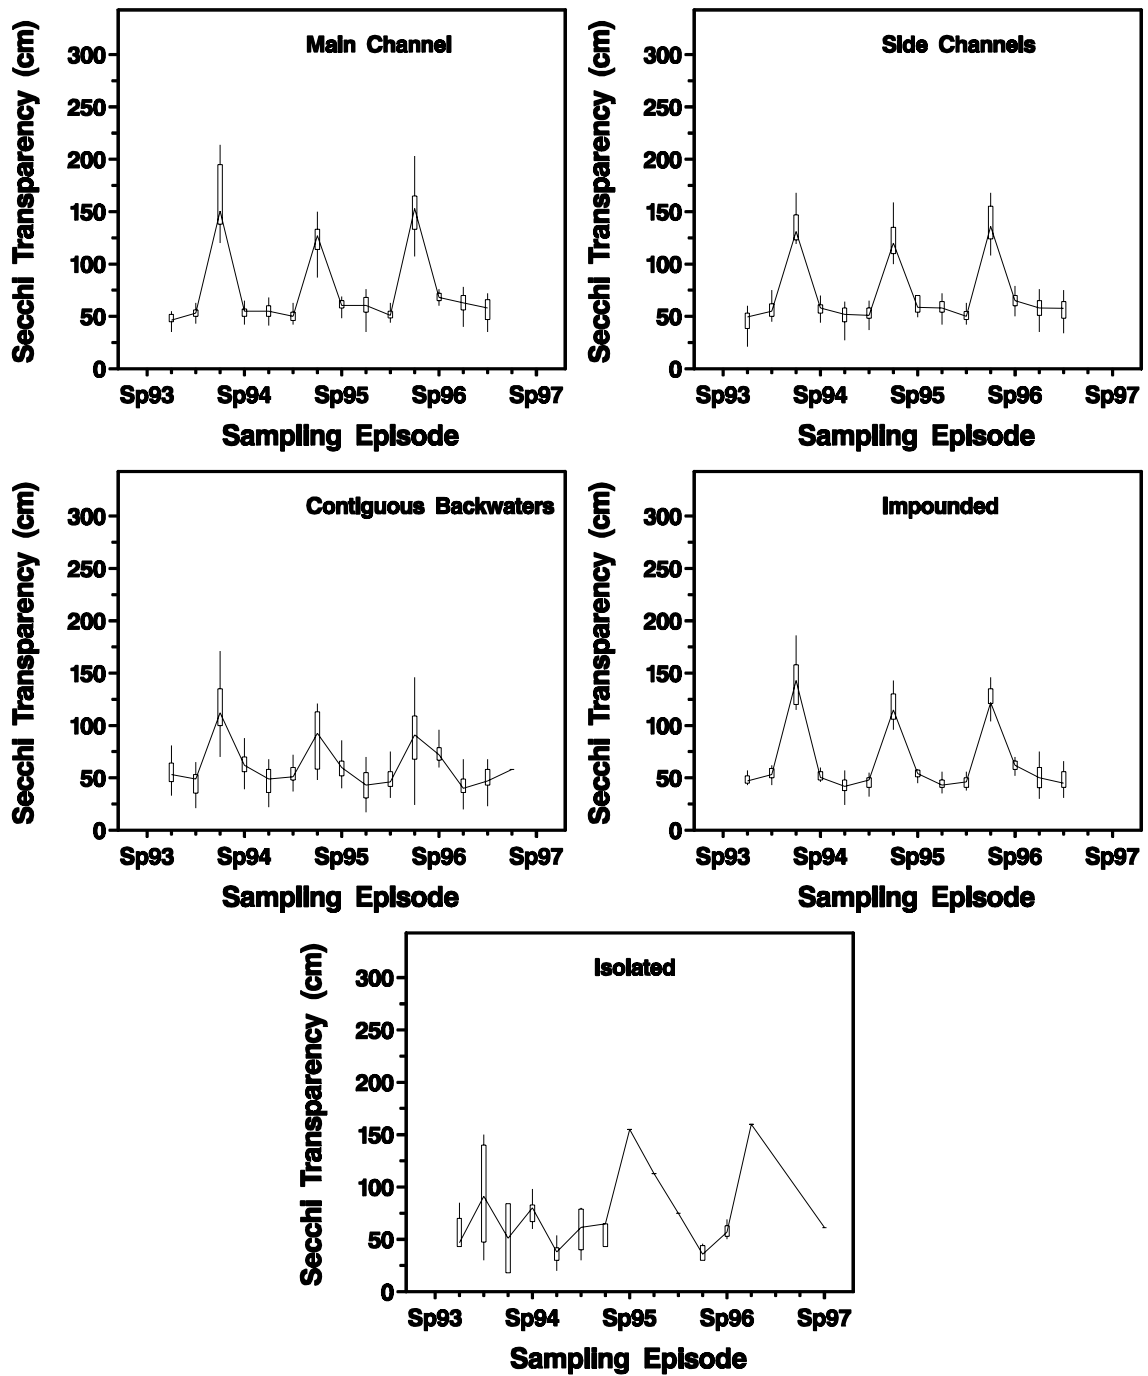 Main Channel
Secchi Transparency (cm)
300
250
200
150
100
50
0
Sp93 Sp94 Sp95 Sp96 Sp97
Sampling Episode
Side Channels
Secchi Transparency (cm)
300
250
200
150
100
50
0
Sp93 Sp94 Sp95 Sp96 Sp97
Sampling Episode
Contiguous Backwaters
Secchi Transparency (cm)
300
250
200
150
100
50
0
Sp93 Sp94 Sp95 Sp96 Sp97
Sampling Episode
Impounded
Secchi Transparency (cm)
300
250
200
150
100
50
0
Sp93 Sp94 Sp95 Sp96 Sp97
Sampling Episode
Isolated
Secchi Transparency (cm)
300
250
200
150
100
50
0
Sp93 Sp94 Sp95 Sp96 Sp97
Sampling Episode